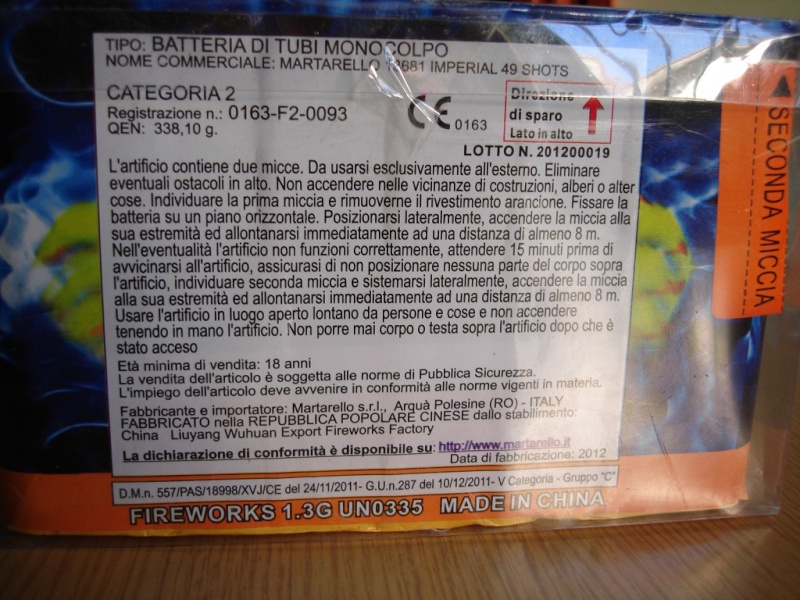 TIPO: BATTERIA DI TUBI MONOCOLPO
NOME COMMERCIALE: MARTARELLO 13681 IMPERIAL 49 SHOTS
CATEGORIA 2
Registrazione n.: 0163-F2-0093
QEN: 338,10 g.
CE 0163
Direzione
di sparo
Lato in alto
LOTTO N. 201200019
L'artificio contiene due micce. Da usarsi esclusivamente all'esterno. Eliminare
eventuali ostacoli in alto. Non accendere nelle vicinanze di costruzioni, alberi o alter
cose. Individuare la prima miccia e rimuoverne il rivestimento arancione. Fissare la
batteria su un piano orizzontale. Posizionarsi lateralmente, accendere la miccia alla
sua estremità ed allontanarsi immediatamente ad una distanza di almeno 8 m.
Nell'eventualità l'artificio non funzioni correttamente, attendere 15 minuti prima di
avvicinarsi all'artificio, assicurasi di non posizionare nessuna parte del corpo sopra
l'artificio, individuare seconda miccia e sistemarsi lateralmente, accendere la miccia
alla sua estremità ed allontanarsi immediatamente ad una distanza di almeno 8 m.
Usare l'artificio in luogo aperto lontano da persone e cose e non accendere
tenendo in mano l'artificio. Non porre mai corpo o testa sopra l'artificio dopo che è
stato acceso
Età minima di vendita: 18 anni
La vendita dell'articolo è soggetta alle norme di Pubblica Sicurezza.
L'impiego dell'articolo deve avvenire in conformità alle norme vigenti in materia.
Fabbricante e importatore: Martarello s.r.l., Arquà Polesine (RO) - ITALY
FABBRICATO nella REPUBBLICA POPOLARE CINESE dallo stabilimento:
China Liuyang Wuhuan Export Fireworks Factory
La dichiarazione di conformità è disponibile su: http://www.martarello.it
Data di fabbricazione: 2012
D.M.n. 557/PAS/18998/XVJ/CE del 24/11/2011- G.U.n.287 del 10/12/2011- V Categoria - Gruppo "C"
FIREWORKS 1.3G UN0335 MADE IN CHINA
SECONDA MICCIA